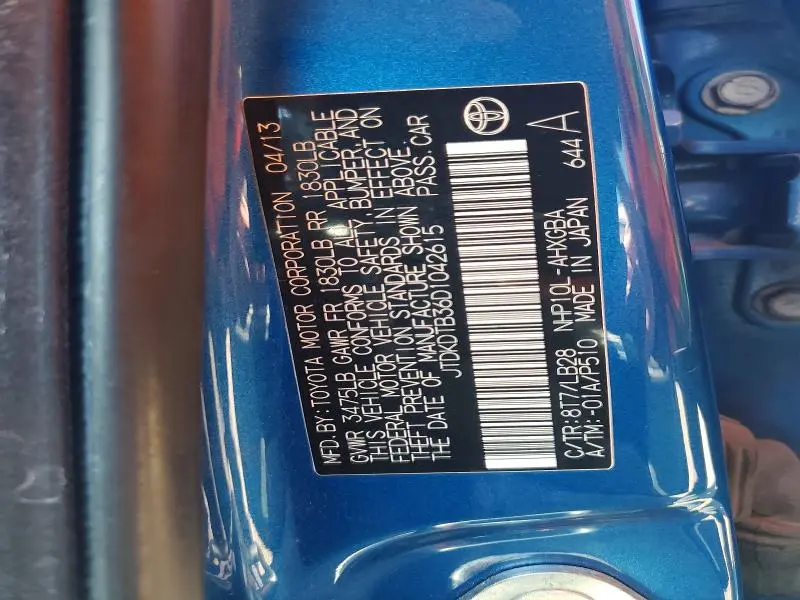 MFD.BY:TOYOTA MOTOR CORPORATION 04/13
GVWR 3475LB GAWR FR 1830LB RR 1830LB
THIS VEHICLE CONFORMS TO ALL APPLICABLE
FEDERAL MOTOR VEHICLE SAFETY, BUMPER, AND
THEFT PREVENTION STANDARDS IN EFFECT ON
THE DATE OF MANUFACTURE SHOWN ABOVE.
JTDKDTB36D1042615 PASS.CAR
C/TR:8T7/LB28 NHP10L-AHXGBA
A/TM:-01A/P510 MADE IN JAPAN 644 A